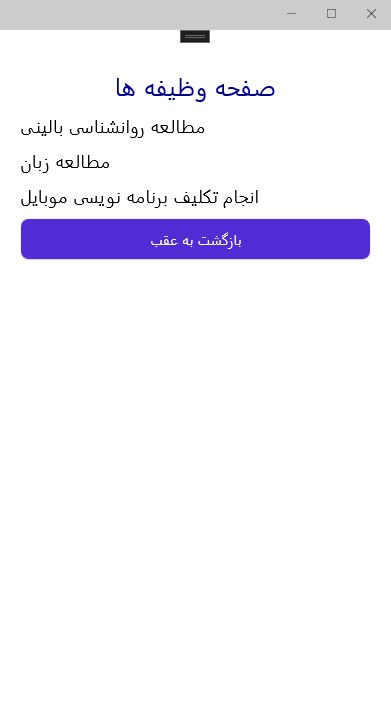 صفحه وظیفه ها
مطالعه روانشناسی بالینی
مطالعه زبان
انجام تکلیف برنامه نویسی موبایل
بازگشت به عقب